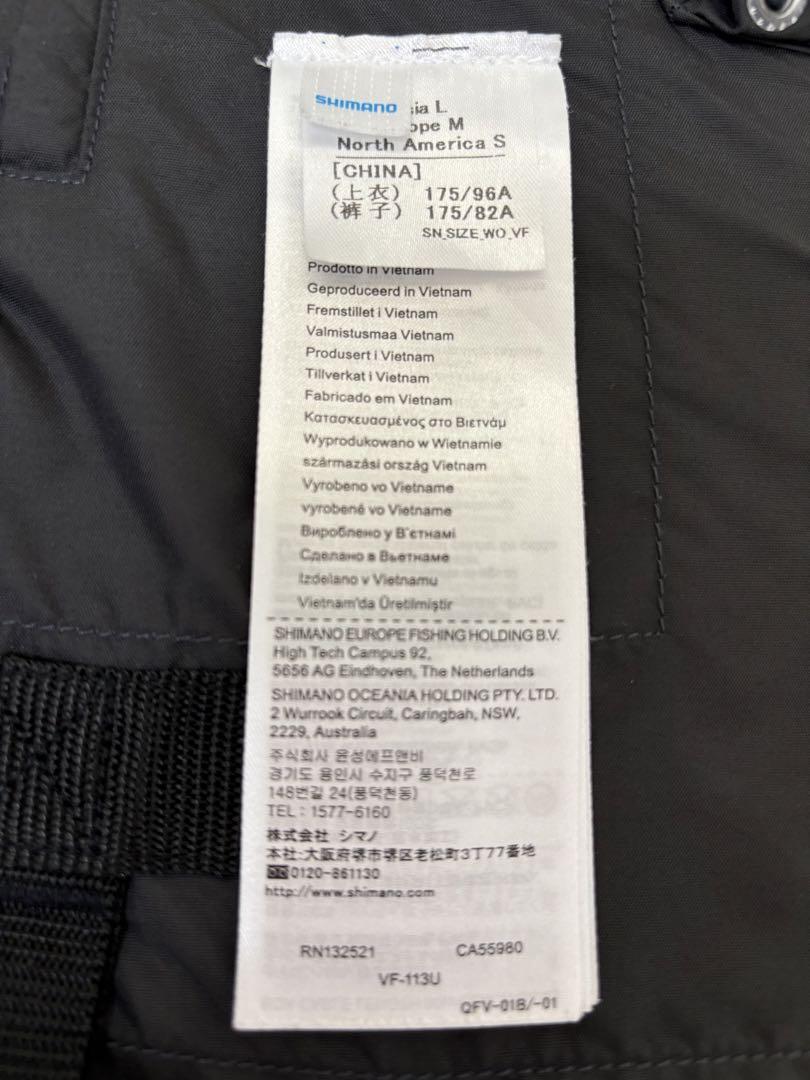 SHIMANO
L
M
North America S
[CHINA]
(上衣) 175/96A
(裤子) 175/82A
SN_SIZE_WO_VF
Prodotto in Vietnam
Geproduceerd in Vietnam
Fremstillet i Vietnam
Valmistusmaa Vietnam
Produsert i Vietnam
Tillverkat i Vietnam
Fabricado em Vietnam
Κατασκευασμένος στο Βιετνάμ
Wyprodukowano w Wietnamie
származási ország Vietnam
Vyrobeno vo Vietname
vyrobené vo Vietname
Вироблено у В'єтнамі
Сделано в Вьетнаме
Izdelano v Vietnamu
Vietnam'da Üretilmiştir
SHIMANO EUROPE FISHING HOLDING B.V.
High Tech Campus 92,
5656 AG Eindhoven, The Netherlands
SHIMANO OCEANIA HOLDING PTY. LTD.
2 Wurrook Circuit, Caringbah, NSW,
2229, Australia
주식회사 윤성에프앤비
경기도 용인시 수지구 풍덕천로
148번길 24(풍덕천동)
TEL : 1577-6160
株式会社 シマノ
本社:大阪府堺市堺区老松町3丁77番地
0120-861130
http://www.shimano.com
RN132521 CA55980
VF-113U
QFV-01B/-01